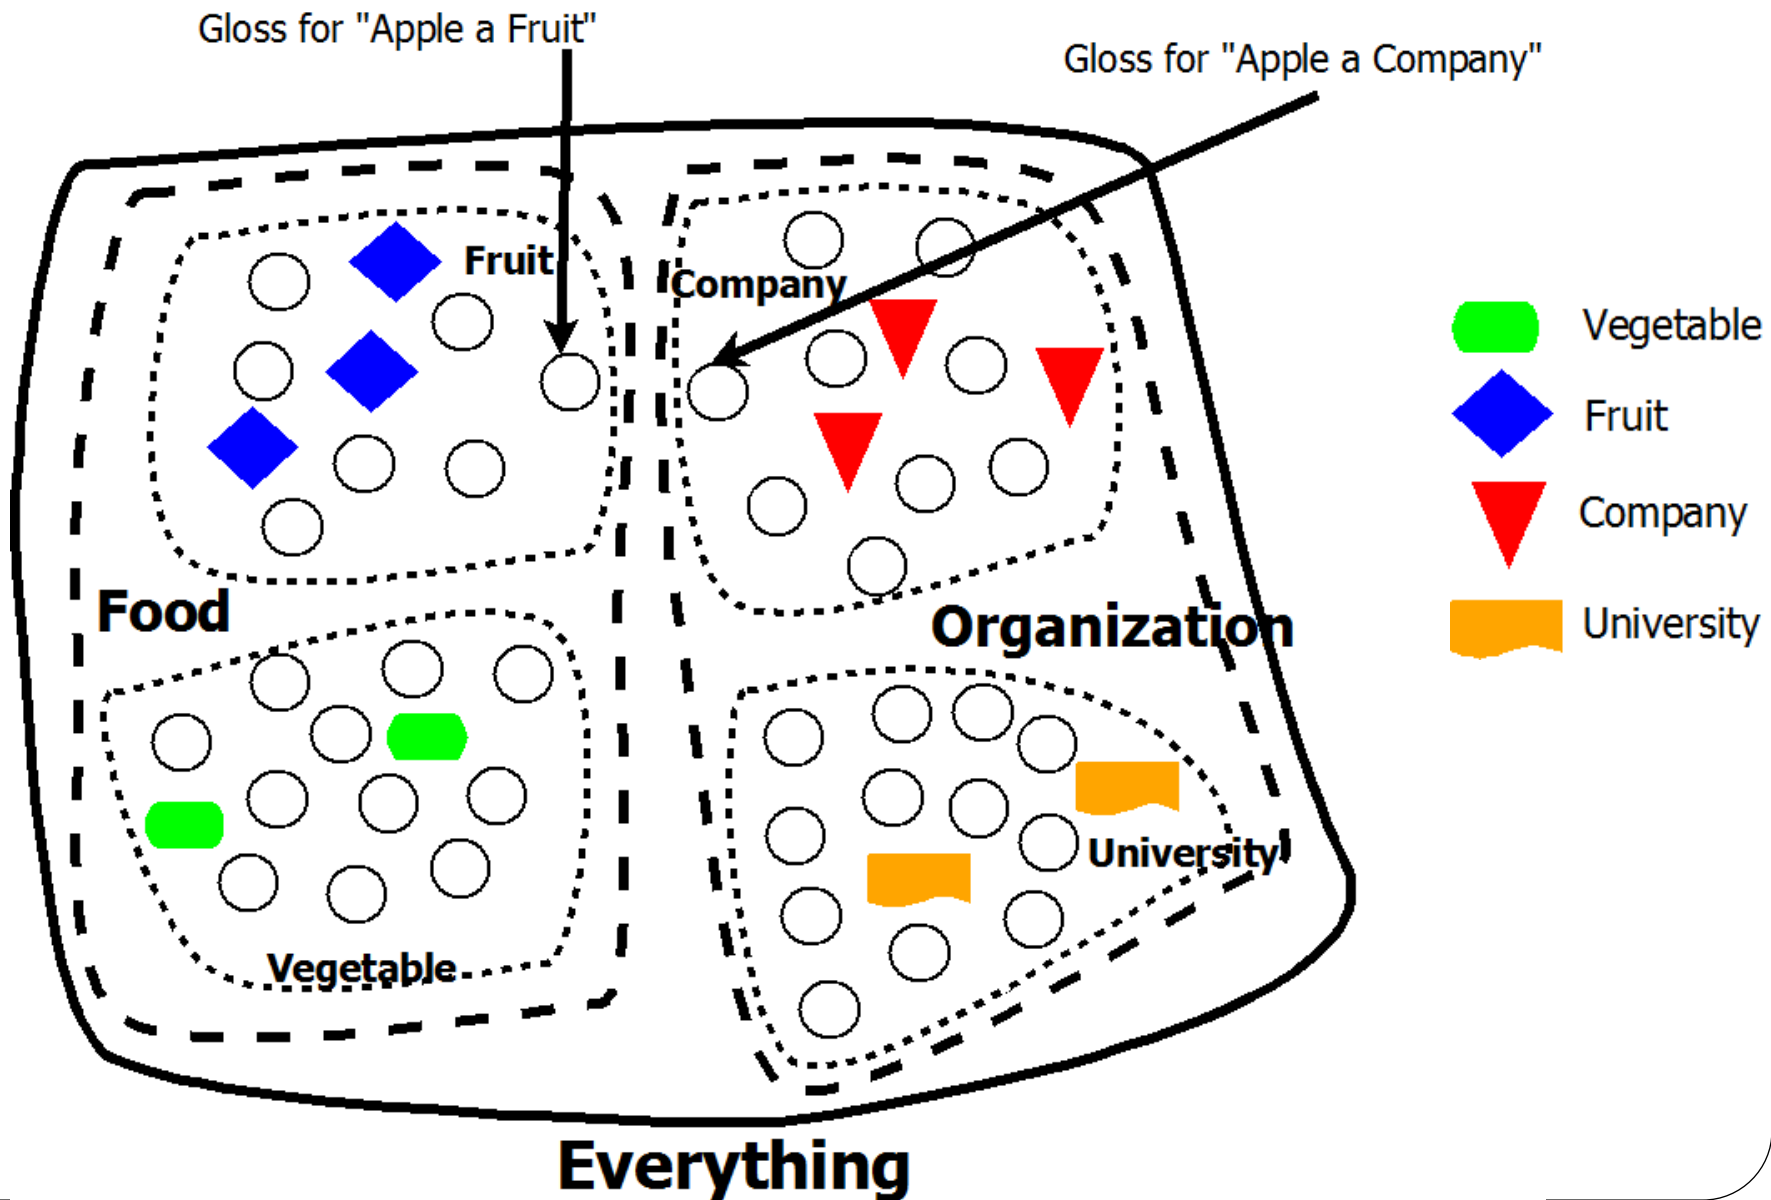 Gloss for "Apple a Fruit"
Gloss for "Apple a Company"
Fruit
Company
Vegetable
Fruit
Company
University
Food
Organization
University
Vegetable
Everything